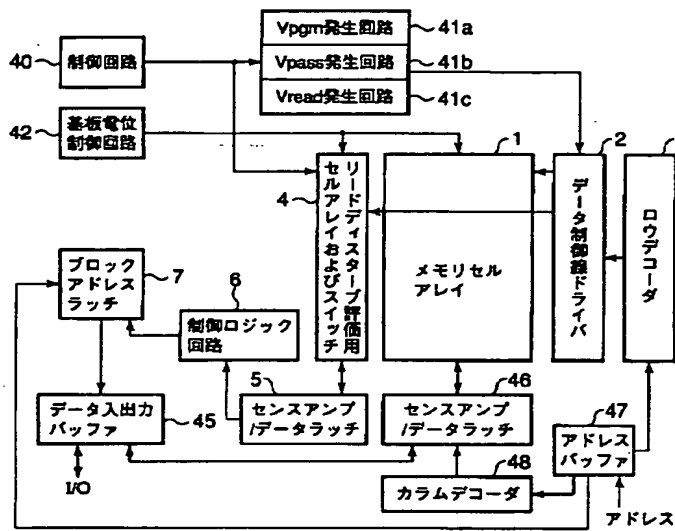 Vpgm発生回路
41a
40
制御回路
Vpass発生回路
41b
Vread発生回路
41c
42
基板電位
制御回路
1
2
4
リードディスターブ評価用
セルアレイおよびスイッチ
メモリセル
アレイ
データ制御線ドライバ
ロウデコーダ
ブロック
アドレス
ラッチ
7
6
制御ロジック
回路
5
センスアンプ
/データラッチ
46
センスアンプ
/データラッチ
データ入出力
バッファ
45
47
アドレス
バッファ
48
カラムデコーダ
I/O
アドレス